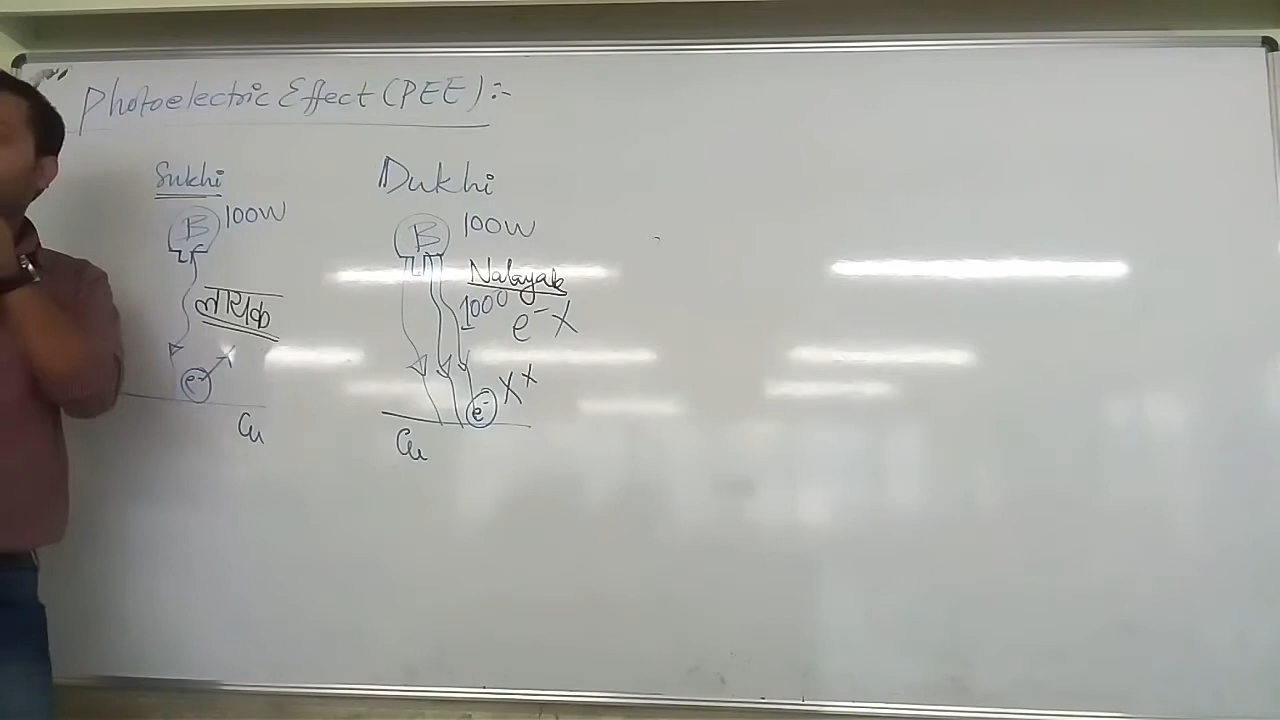 Photoelectric Effect (PEE) :-
Sukhi
B 100W
लायक
e-
Cu
Dukhi
B 100W
Nalayak
1000
e- X
e- X X
Cu